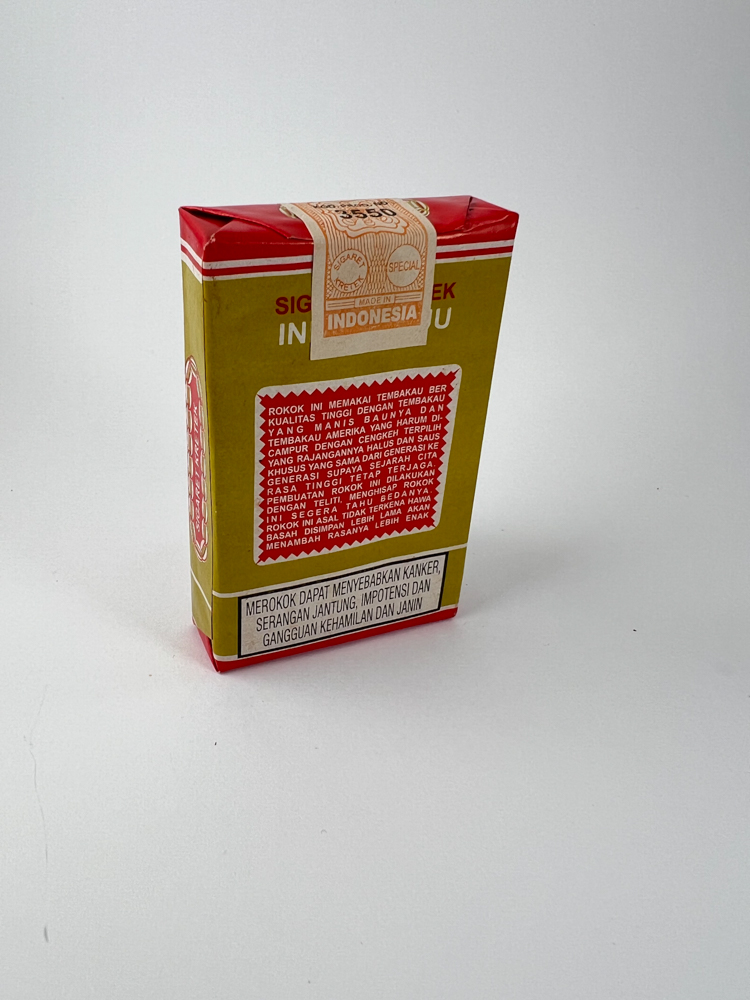 KOD. PROD. NO
3550
SIGARET
KRETEK
SPECIAL
MADE IN
INDONESIA
SIG EK
IN U
ROKOK INI MEMAKAI TEMBAKAU BER
KUALITAS TINGGI DENGAN TEMBAKAU
YANG MANIS BAUNYA DAN
TEMBAKAU AMERIKA YANG HARUM DI-
CAMPUR DENGAN CENGKEH TERPILIH
YANG RAJANGANNYA HALUS DAN SAUS
KHUSUS YANG SAMA DARI GENERASI KE
GENERASI SUPAYA SEJARAH CITA
RASA TINGGI TETAP TERJAGA.
PEMBUATAN ROKOK INI DILAKUKAN
DENGAN TELITI. MENGHISAP ROKOK
INI SEGERA TAHU BEDANYA.
ROKOK INI ASAL TIDAK TERKENA HAWA
BASAH DISIMPAN LEBIH LAMA AKAN
MENAMBAH RASANYA LEBIH ENAK
MEROKOK DAPAT MENYEBABKAN KANKER,
SERANGAN JANTUNG, IMPOTENSI DAN
GANGGUAN KEHAMILAN DAN JANIN